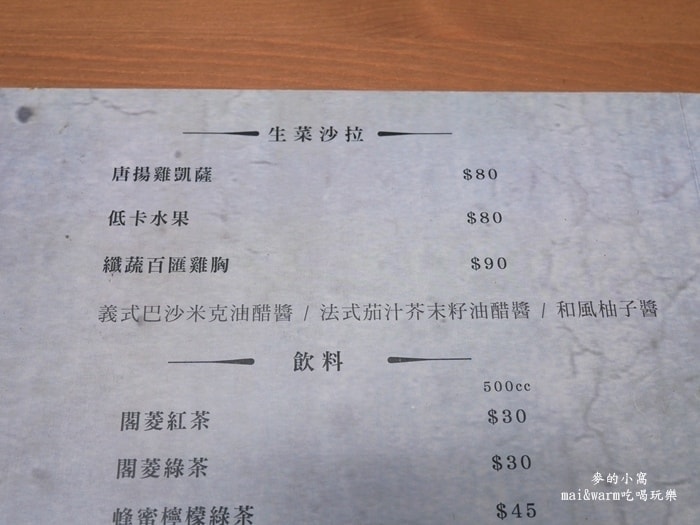 生菜沙拉
唐揚雞凱薩 $80
低卡水果 $80
纖蔬百匯雞胸 $90
義式巴沙米克油醋醬 / 法式茄汁芥末籽油醋醬 / 和風柚子醬
飲料
500cc
閣菱紅茶 $30
閣菱綠茶 $30
蜂蜜檸檬綠茶 $45
麥的小窩
mai&warm吃喝玩樂